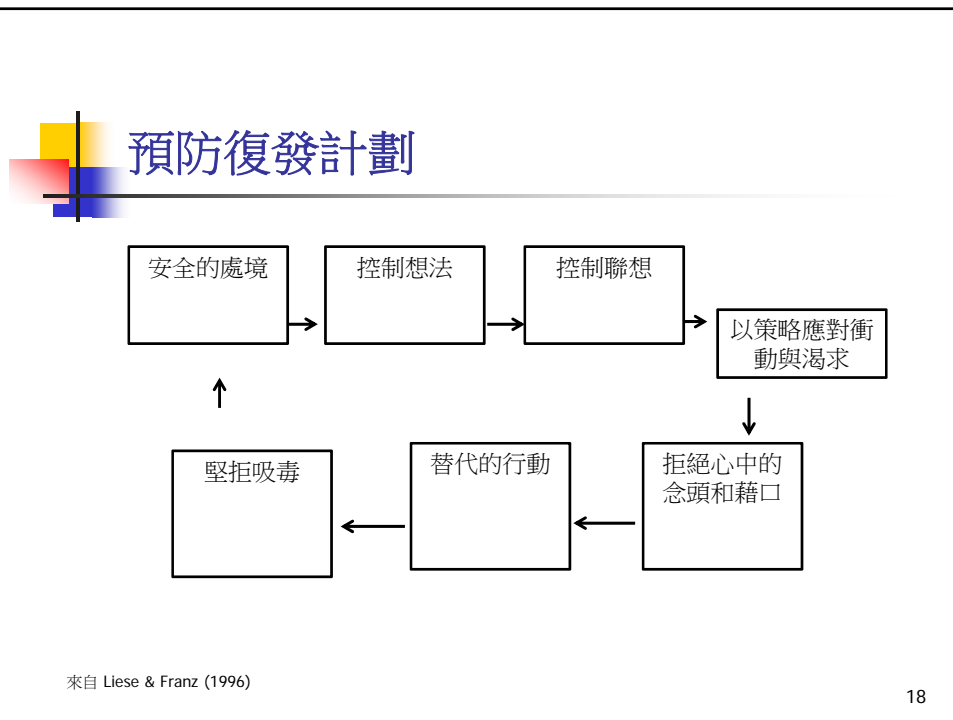 預防復發計劃
安全的處境
控制想法
控制聯想
以策略應對衝
動與渴求
拒絕心中的
念頭和藉口
替代的行動
堅拒吸毒
來自 Liese & Franz (1996)
18